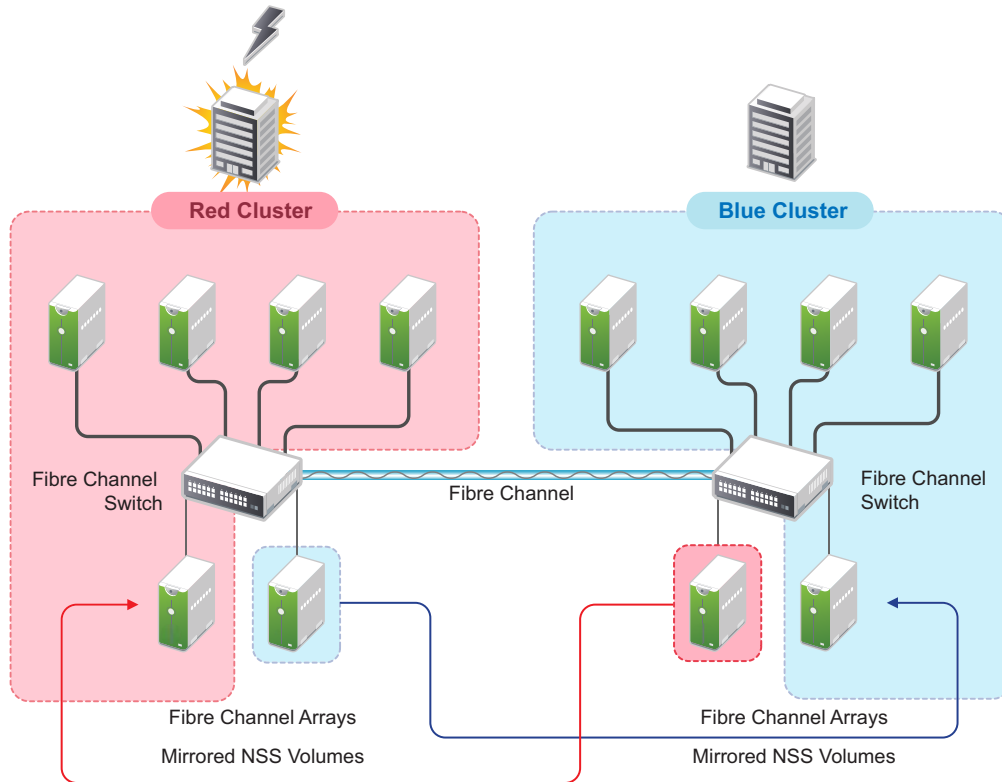 Red Cluster
Blue Cluster
Fibre Channel
Switch
Fibre Channel
Fibre Channel
Switch
Fibre Channel Arrays
Mirrored NSS Volumes
Fibre Channel Arrays
Mirrored NSS Volumes